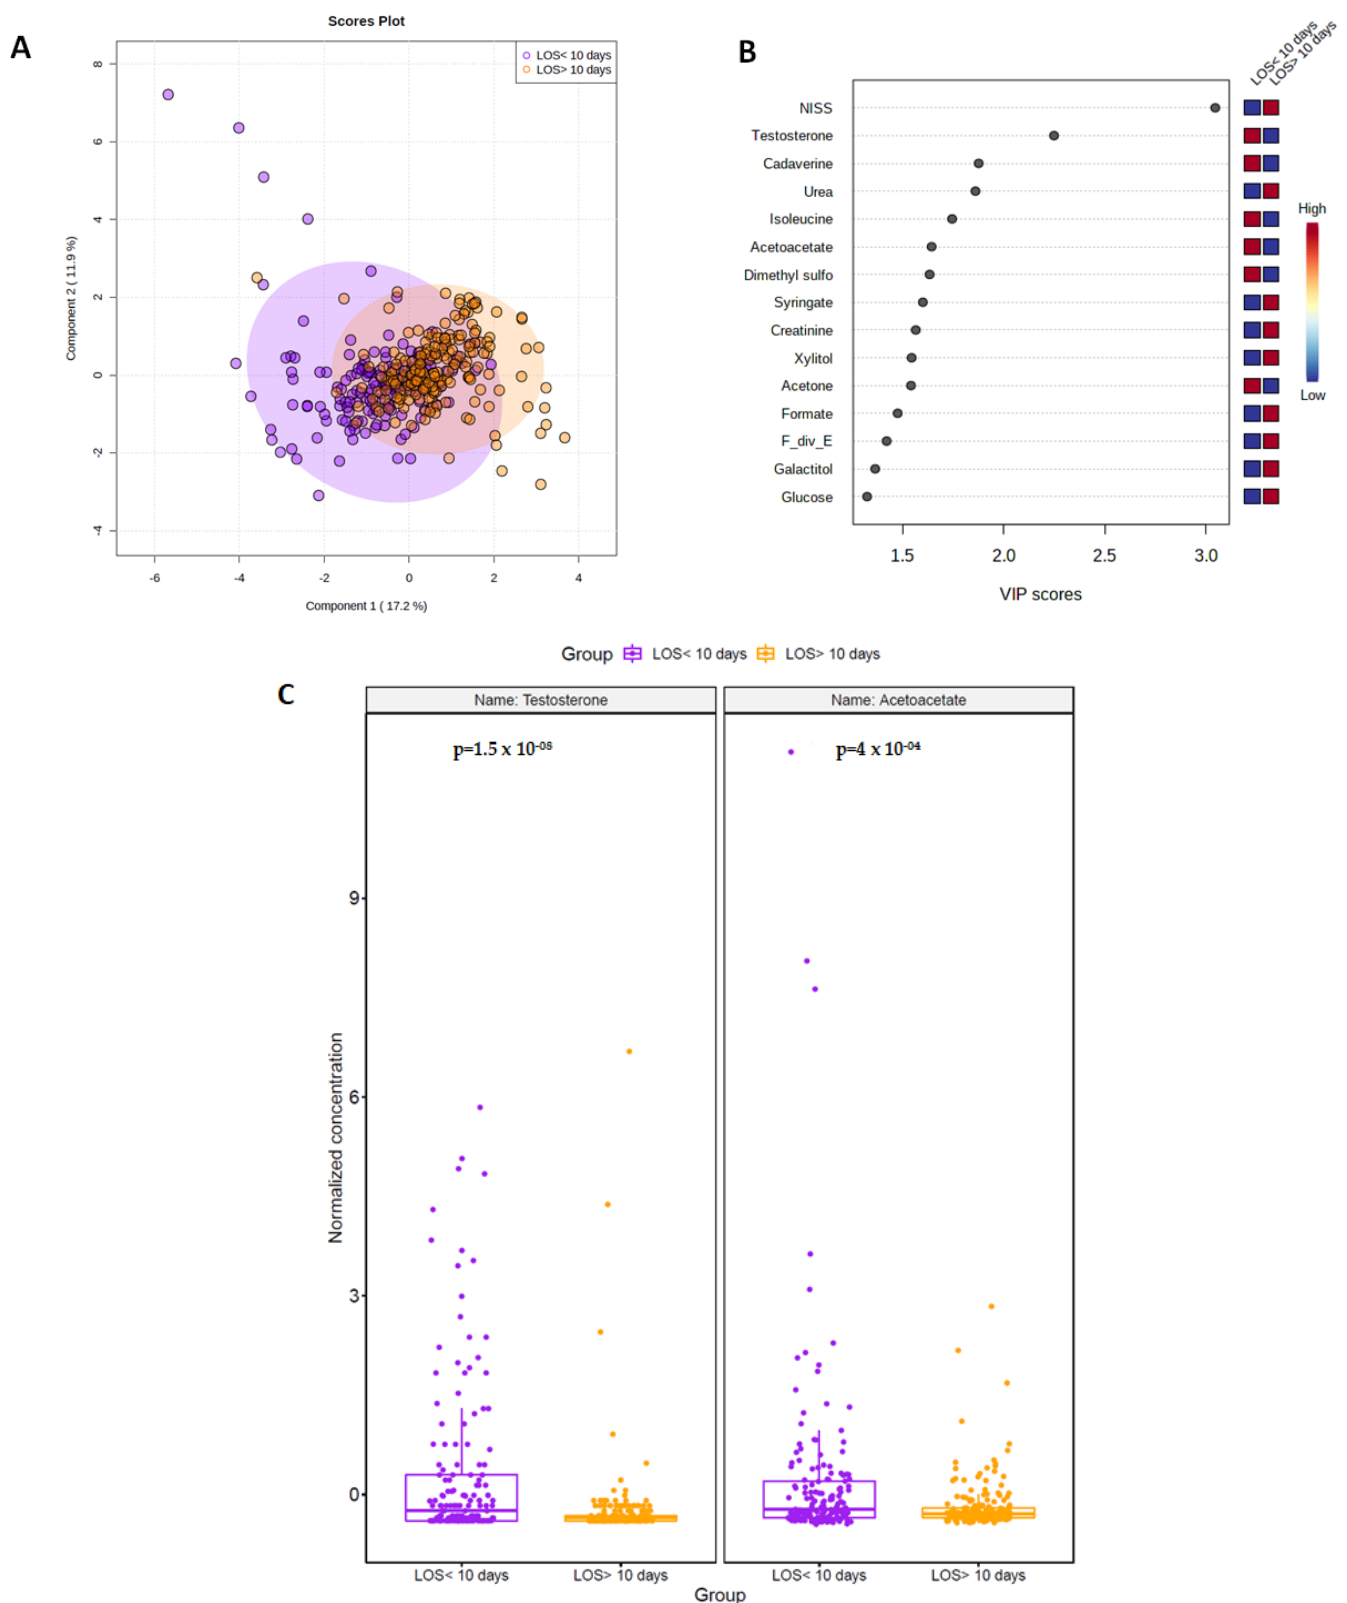 A
Scores Plot
LOS< 10 days
LOS> 10 days
8
6
4
2
0
-2
-4
Component 2 ( 11.9 %)
-6
-4
-2
0
2
4
Component 1 ( 17.2 %)
B
LOS< 10 days
LOS> 10 days
NISS
Testosterone
Cadaverine
Urea
Isoleucine
Acetoacetate
Dimethyl sulfo
Syringate
Creatinine
Xylitol
Acetone
Formate
F_div_E
Galactitol
Glucose
High
Low
1.5
2.0
2.5
3.0
VIP scores
Group LOS< 10 days LOS> 10 days
C
Name: Testosterone
Name: Acetoacetate
p=1.5 x 10-08
p=4 x 10-04
9
6
3
0
Normalized concentration
LOS< 10 days
LOS> 10 days
LOS< 10 days
LOS> 10 days
Group